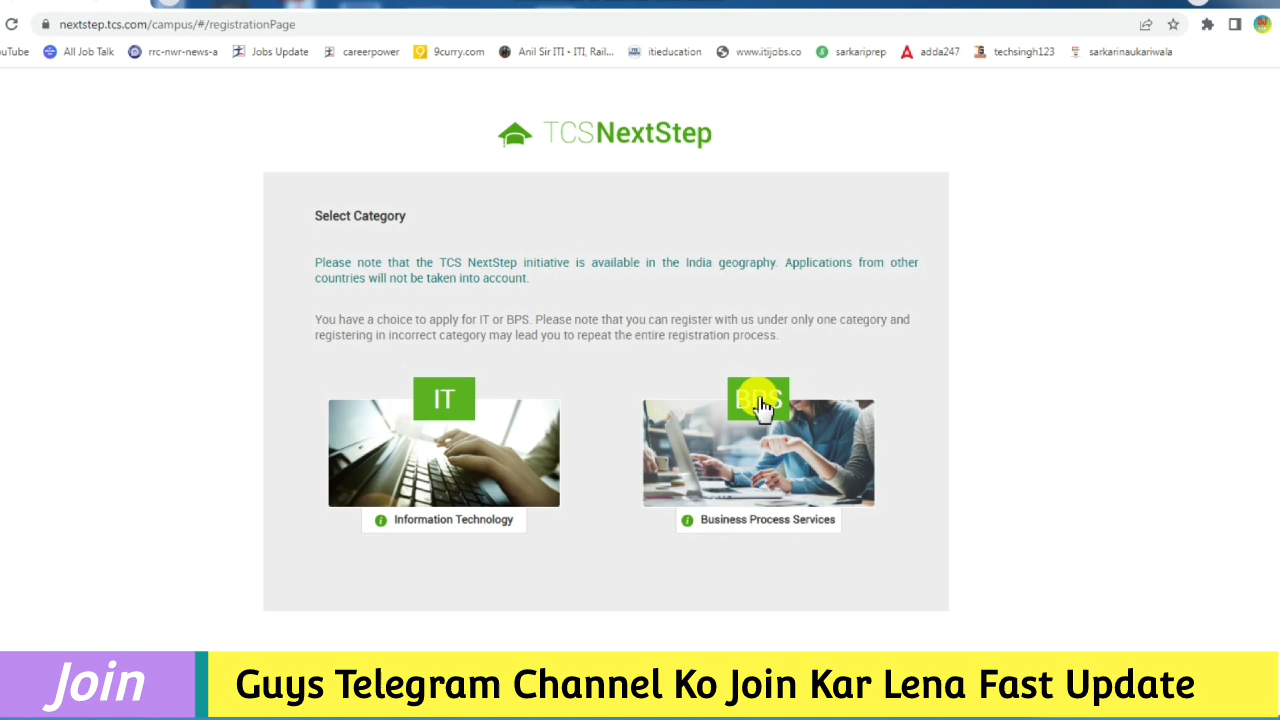 nextstep.tcs.com/campus/#/registrationPage
All Job Talk rrc-nwr-news-a Jobs Update careerpower 9curry.com Anil Sir ITI • ITI, Rail... itieducation www.itijobs.co sarkariprep adda247 techsingh123 sarkarinaukariwala
TCS NextStep
Select Category
Please note that the TCS NextStep initiative is available in the India geography. Applications from other
countries will not be taken into account.
You have a choice to apply for IT or BPS. Please note that you can register with us under only one category and
registering in incorrect category may lead you to repeat the entire registration process.
IT BPS
Information Technology Business Process Services
Join Guys Telegram Channel Ko Join Kar Lena Fast Update